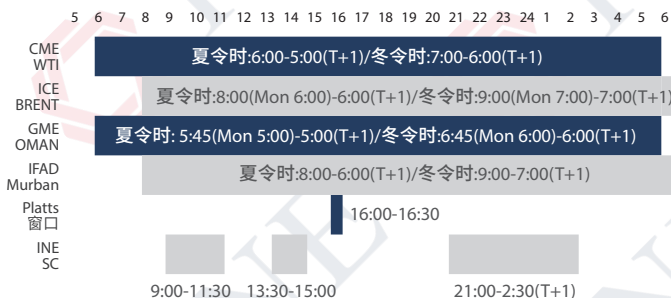 5 6 7 8 9 10 11 12 13 14 15 16 17 18 19 20 21 22 23 24 1 2 3 4 5 6
CME
WTI
夏令时:6:00-5:00(T+1)/冬令时:7:00-6:00(T+1)
ICE
BRENT
夏令时:8:00(Mon 6:00)-6:00(T+1)/冬令时:9:00(Mon 7:00)-7:00(T+1)
GME
OMAN
夏令时: 5:45(Mon 5:00)-5:00(T+1)/冬令时:6:45(Mon 6:00)-6:00(T+1)
IFAD
Murban
夏令时:8:00-6:00(T+1)/冬令时:9:00-7:00(T+1)
Platts
窗口
16:00-16:30
INE
SC
9:00-11:30 13:30-15:00 21:00-2:30(T+1)